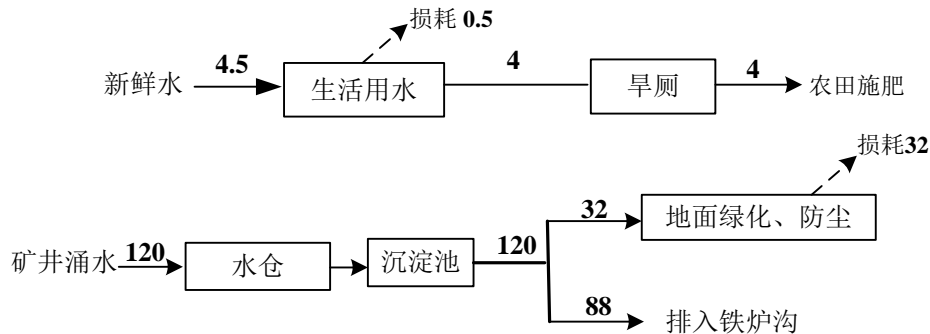 损耗 0.5
新鲜水 4.5 生活用水 4 旱厕 4 农田施肥
损耗32
32 地面绿化、防尘
矿井涌水 120 水仓 沉淀池 120
88 排入铁炉沟